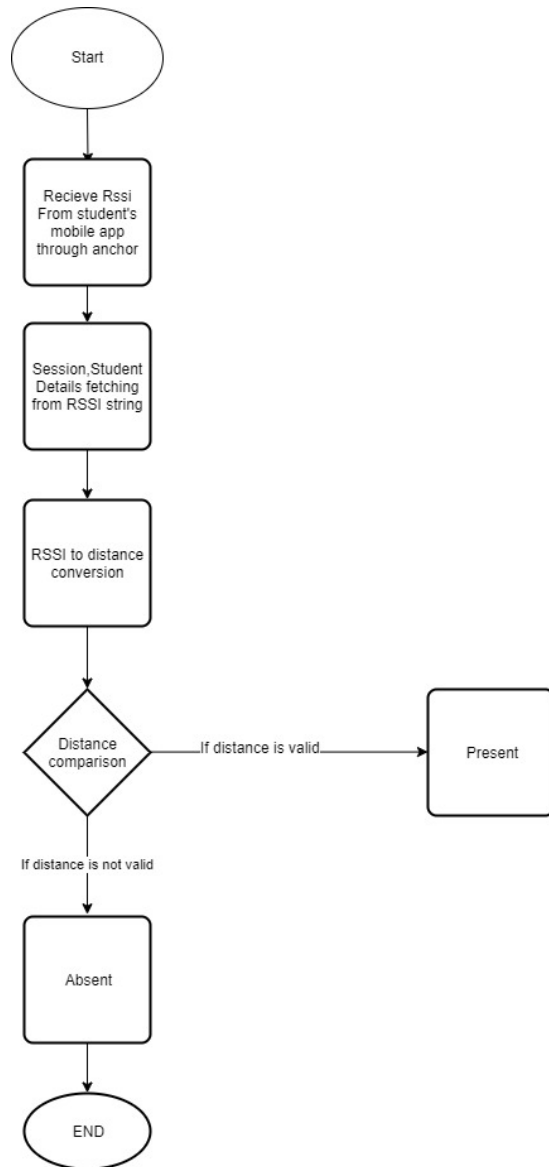 Start
Recieve Rssi
From student's
mobile app
through anchor
Session,Student
Details fetching
from RSSI string
RSSI to distance
conversion
Distance
comparison
If distance is valid
Present
If distance is not valid
Absent
END